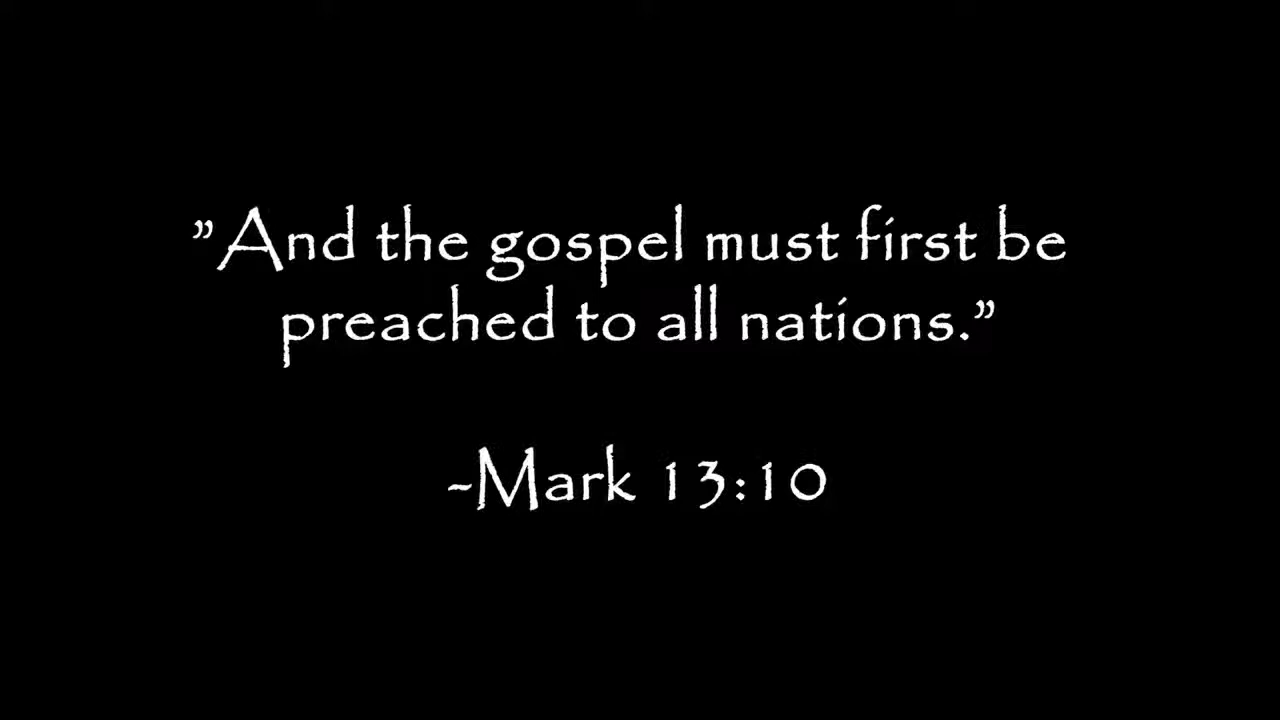 ”And the gospel must first be
preached to all nations.”
-Mark 13:10